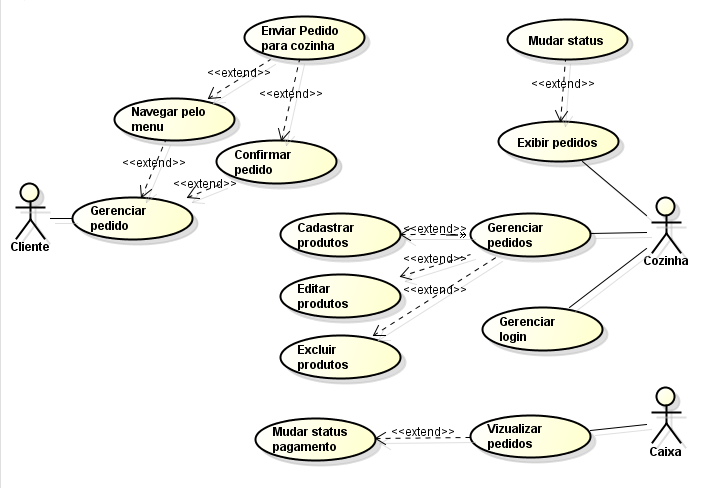 Enviar Pedido
para cozinha
Mudar status
<<extend>>
<<extend>>
<<extend>>
Navegar pelo
menu
Exibir pedidos
Confirmar
pedido
<<extend>>
<<extend>>
Gerenciar
pedido
Cliente
Cadastrar
produtos
<<extend>>
Gerenciar
pedidos
Cozinha
<<extend>>
Editar
produtos
<<extend>>
Gerenciar
login
Excluir
produtos
Mudar status
pagamento
<<extend>>
Vizualizar
pedidos
Caixa